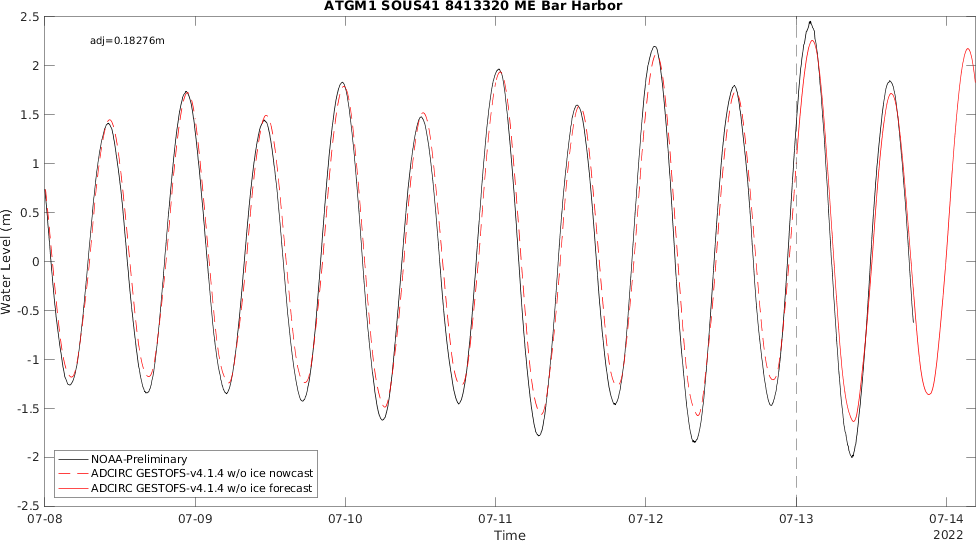 ATGM1 SOUS41 8413320 ME Bar Harbor
adj=0.18276m
2.5
2
1.5
1
0.5
0
-0.5
-1
-1.5
-2
-2.5
Water Level (m)
NOAA-Preliminary
ADCIRC GESTOFS-v4.1.4 w/o ice nowcast
ADCIRC GESTOFS-v4.1.4 w/o ice forecast
07-08 07-09 07-10 07-11 07-12 07-13 07-14
Time
2022